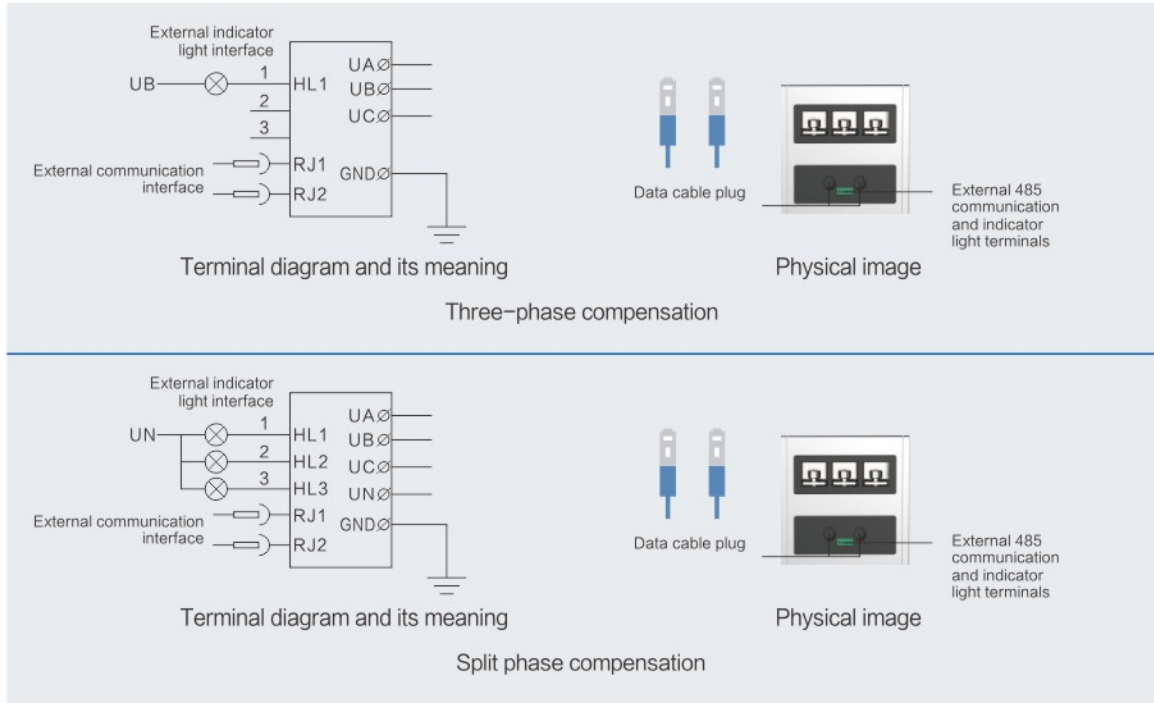 External indicator
light interface
UB
1
HL1
2
3
UA
UB
UC
External communication
interface
RJ1
RJ2
GND
Terminal diagram and its meaning
Data cable plug
External 485
communication
and indicator
light terminals
Physical image
Three-phase compensation
External indicator
light interface
UN
1
HL1
2
HL2
3
HL3
UA
UB
UC
UN
External communication
interface
RJ1
RJ2
GND
Terminal diagram and its meaning
Data cable plug
External 485
communication
and indicator
light terminals
Physical image
Split phase compensation